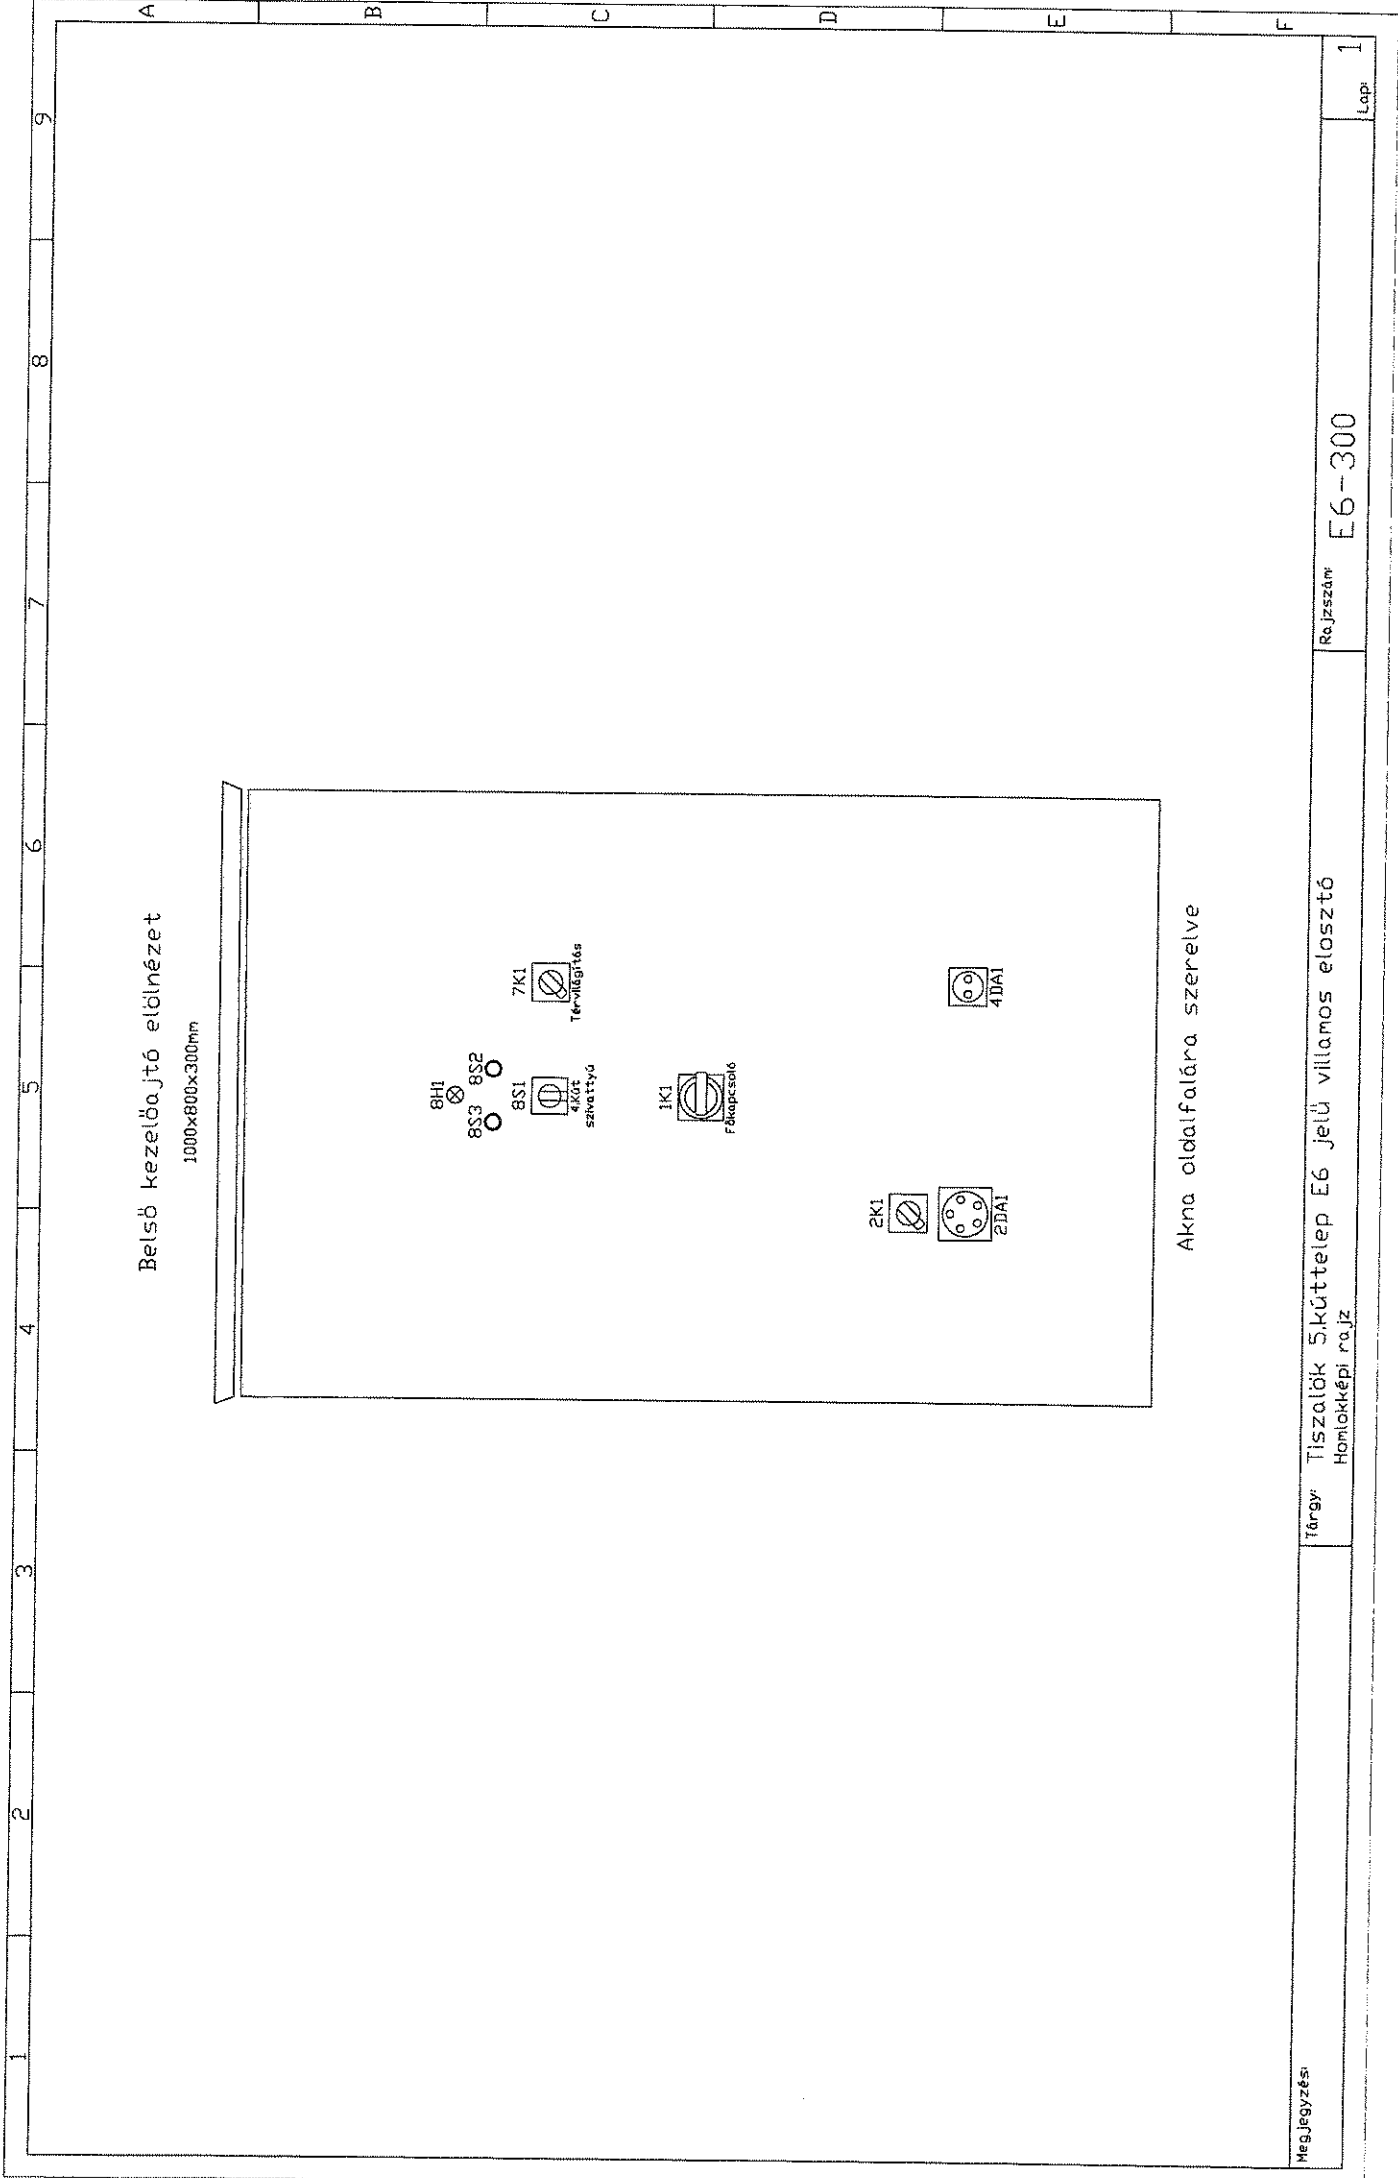 1 2 3 4 5 6 7 8 9
A
B
C
D
E
F
Belső kezelőajtó elölnézet
1000x800x300mm
8H1
8S3 8S2
8S1
4.Kút
szivattyú
7K1
Térvilágítás
1K1
Főkapcsoló
2K1
2DA1
4DA1
Akna oldalfalára szerelve
Megjegyzés:
Tárgy: Tiszalök 5.kúttelep E6 jelű villamos elosztó
Homlokképi rajz
Rajzszám: E6-300
Lap: 1